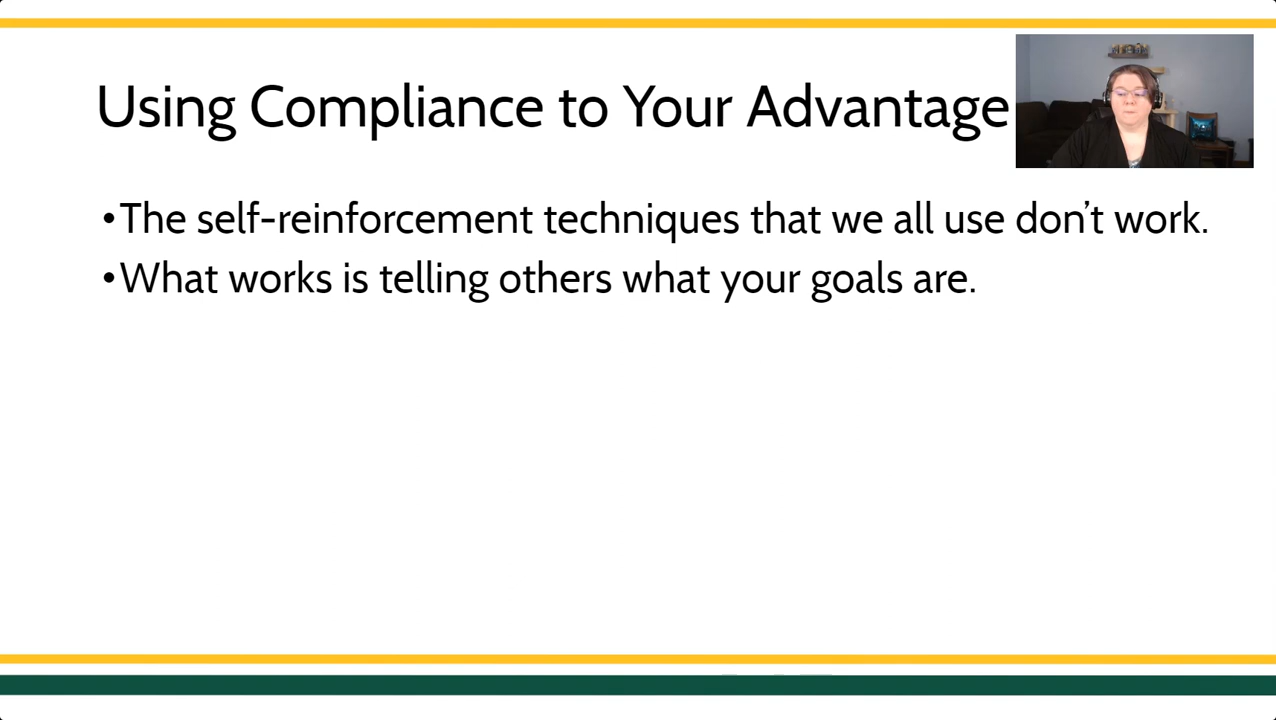 Using Compliance to Your Advantage
•The self-reinforcement techniques that we all use don’t work.
•What works is telling others what your goals are.